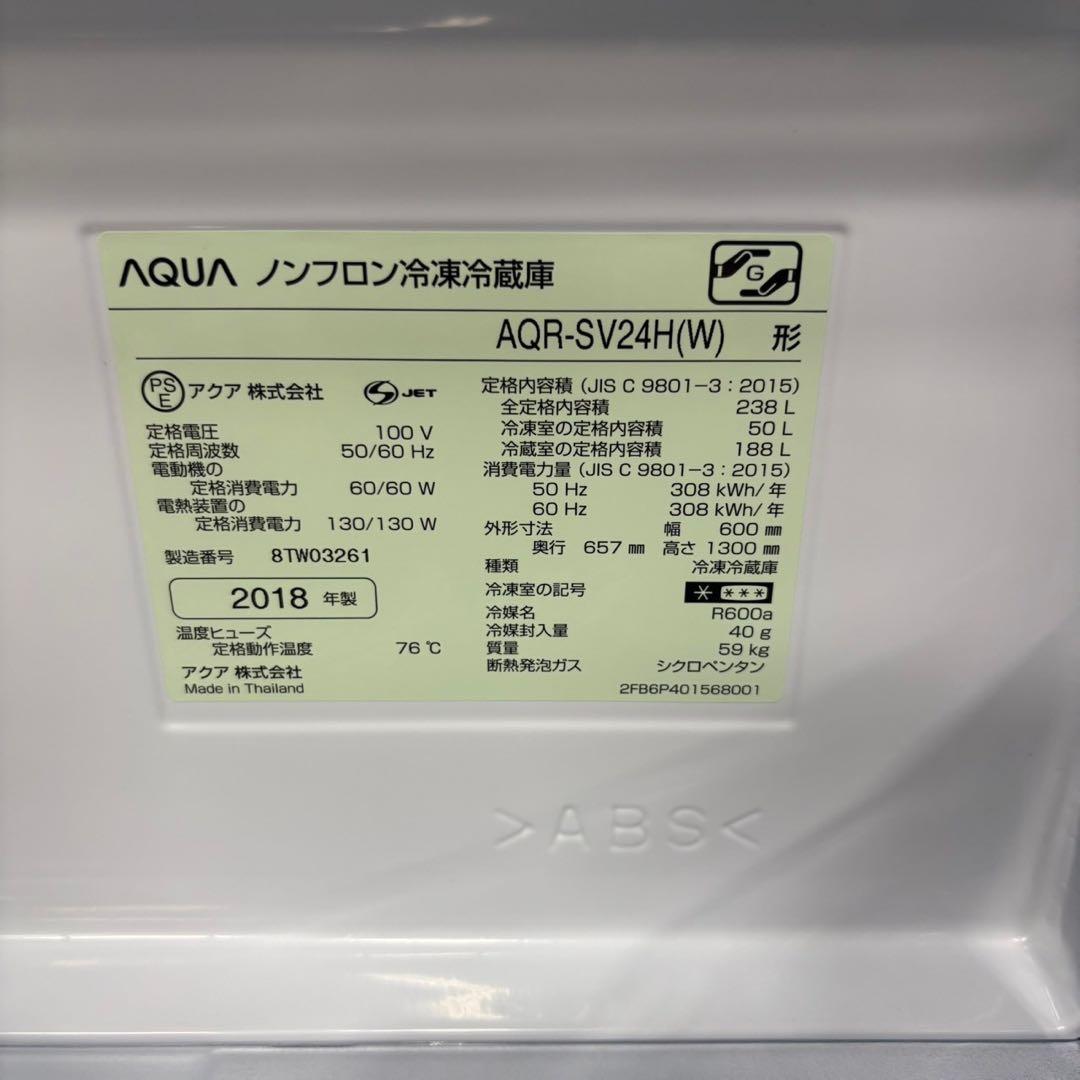 AQUA ノンフロン冷凍冷蔵庫
G
AQR-SV24H(W) 形
PSE アクア 株式会社 JET
定格電圧 100 V
定格周波数 50/60 Hz
電動機の
定格消費電力 60/60 W
電熱装置の
定格消費電力 130/130 W
製造番号 8TW03261
2018 年製
温度ヒューズ
定格動作温度 76 ℃
アクア 株式会社
Made in Thailand
定格内容積 (JIS C 9801-3 : 2015)
全定格内容積 238 L
冷凍室の定格内容積 50 L
冷蔵室の定格内容積 188 L
消費電力量 (JIS C 9801-3 : 2015)
50 Hz 308 kWh/年
60 Hz 308 kWh/年
外形寸法 幅 600 ㎜
奥行 657 ㎜ 高さ 1300 ㎜
種類 冷凍冷蔵庫
冷凍室の記号 * ***
冷媒名 R600a
冷媒封入量 40 g
質量 59 kg
断熱発泡ガス シクロペンタン
2FB6P401568001
>ABS<